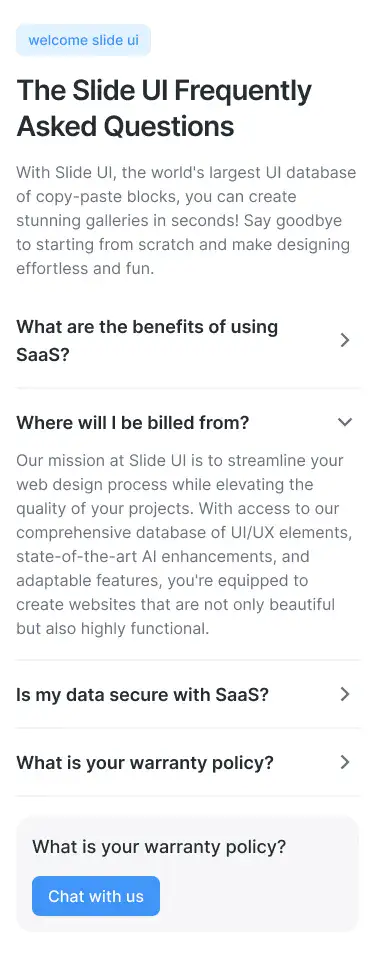 welcome slide ui
The Slide UI Frequently
Asked Questions
With Slide UI, the world's largest UI database
of copy-paste blocks, you can create
stunning galleries in seconds! Say goodbye
to starting from scratch and make designing
effortless and fun.
What are the benefits of using
SaaS?
Where will I be billed from?
Our mission at Slide UI is to streamline your
web design process while elevating the
quality of your projects. With access to our
comprehensive database of UI/UX elements,
state-of-the-art AI enhancements, and
adaptable features, you're equipped to
create websites that are not only beautiful
but also highly functional.
Is my data secure with SaaS?
What is your warranty policy?
What is your warranty policy?
Chat with us